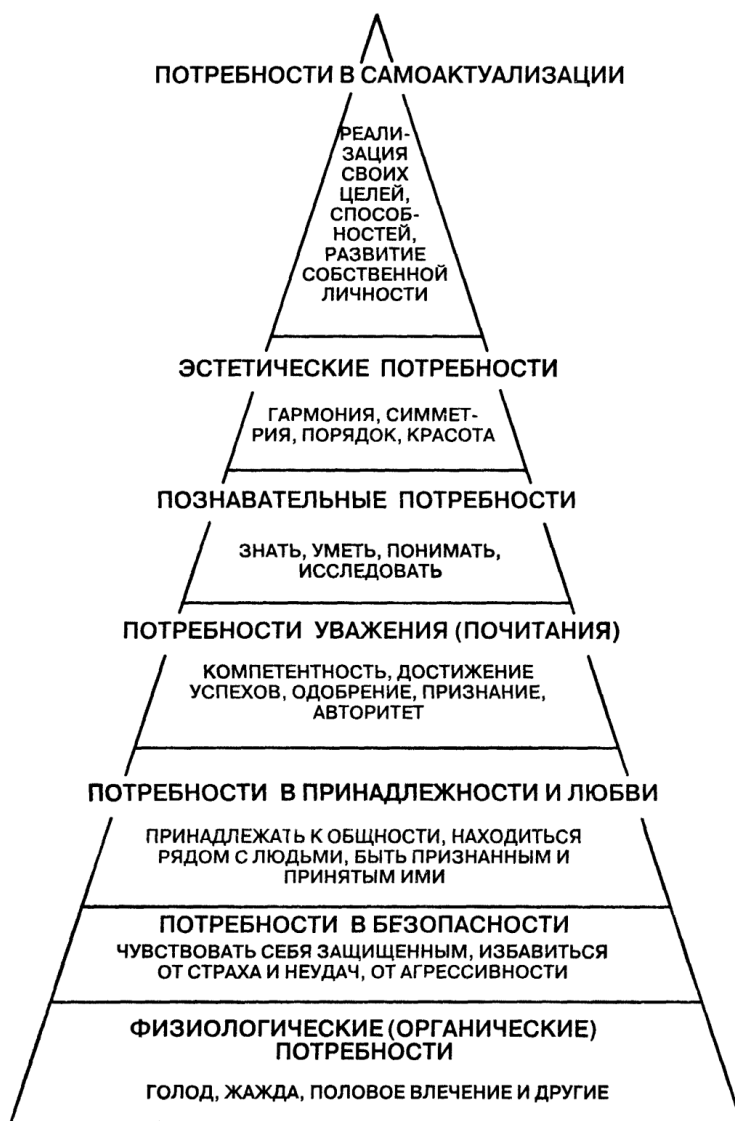 ПОТРЕБНОСТИ В САМОАКТУАЛИЗАЦИИ
РЕАЛИ-
ЗАЦИЯ
СВОИХ
ЦЕЛЕЙ,
СПОСОБ-
НОСТЕЙ,
РАЗВИТИЕ
СОБСТВЕННОЙ
ЛИЧНОСТИ
ЭСТЕТИЧЕСКИЕ ПОТРЕБНОСТИ
ГАРМОНИЯ, СИММЕТ-
РИЯ, ПОРЯДОК, КРАСОТА
ПОЗНАВАТЕЛЬНЫЕ ПОТРЕБНОСТИ
ЗНАТЬ, УМЕТЬ, ПОНИМАТЬ,
ИССЛЕДОВАТЬ
ПОТРЕБНОСТИ УВАЖЕНИЯ (ПОЧИТАНИЯ)
КОМПЕТЕНТНОСТЬ, ДОСТИЖЕНИЕ
УСПЕХОВ, ОДОБРЕНИЕ, ПРИЗНАНИЕ,
АВТОРИТЕТ
ПОТРЕБНОСТИ В ПРИНАДЛЕЖНОСТИ И ЛЮБВИ
ПРИНАДЛЕЖАТЬ К ОБЩНОСТИ, НАХОДИТЬСЯ
РЯДОМ С ЛЮДЬМИ, БЫТЬ ПРИЗНАННЫМ И
ПРИНЯТЫМ ИМИ
ПОТРЕБНОСТИ В БЕЗОПАСНОСТИ
ЧУВСТВОВАТЬ СЕБЯ ЗАЩИЩЕННЫМ, ИЗБАВИТЬСЯ
ОТ СТРАХА И НЕУДАЧ, ОТ АГРЕССИВНОСТИ
ФИЗИОЛОГИЧЕСКИЕ (ОРГАНИЧЕСКИЕ)
ПОТРЕБНОСТИ
ГОЛОД, ЖАЖДА, ПОЛОВОЕ ВЛЕЧЕНИЕ И ДРУГИЕ